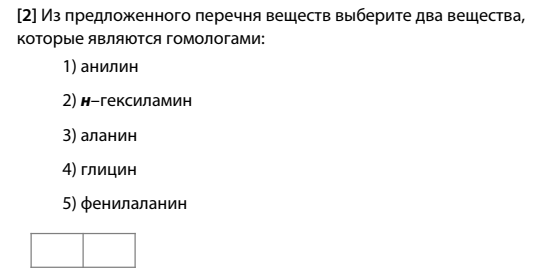 [2] Из предложенного перечня веществ выберите два вещества,
которые являются гомологами:
1) анилин
2) н–гексиламин
3) аланин
4) глицин
5) фенилаланин